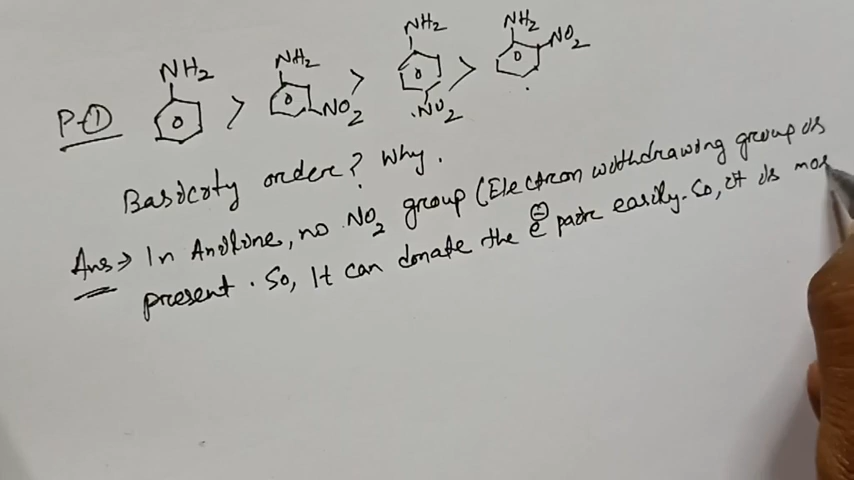 NH2 NH2 NH2 NH2 NO2
P-1 > NO2 > .NO2 >
Basicity order? Why.
Ans⇒ In Aniline, no NO2 group (Electron withdrawing group is
present. So, It can donate the e⊖ pair easily. So, it is mos